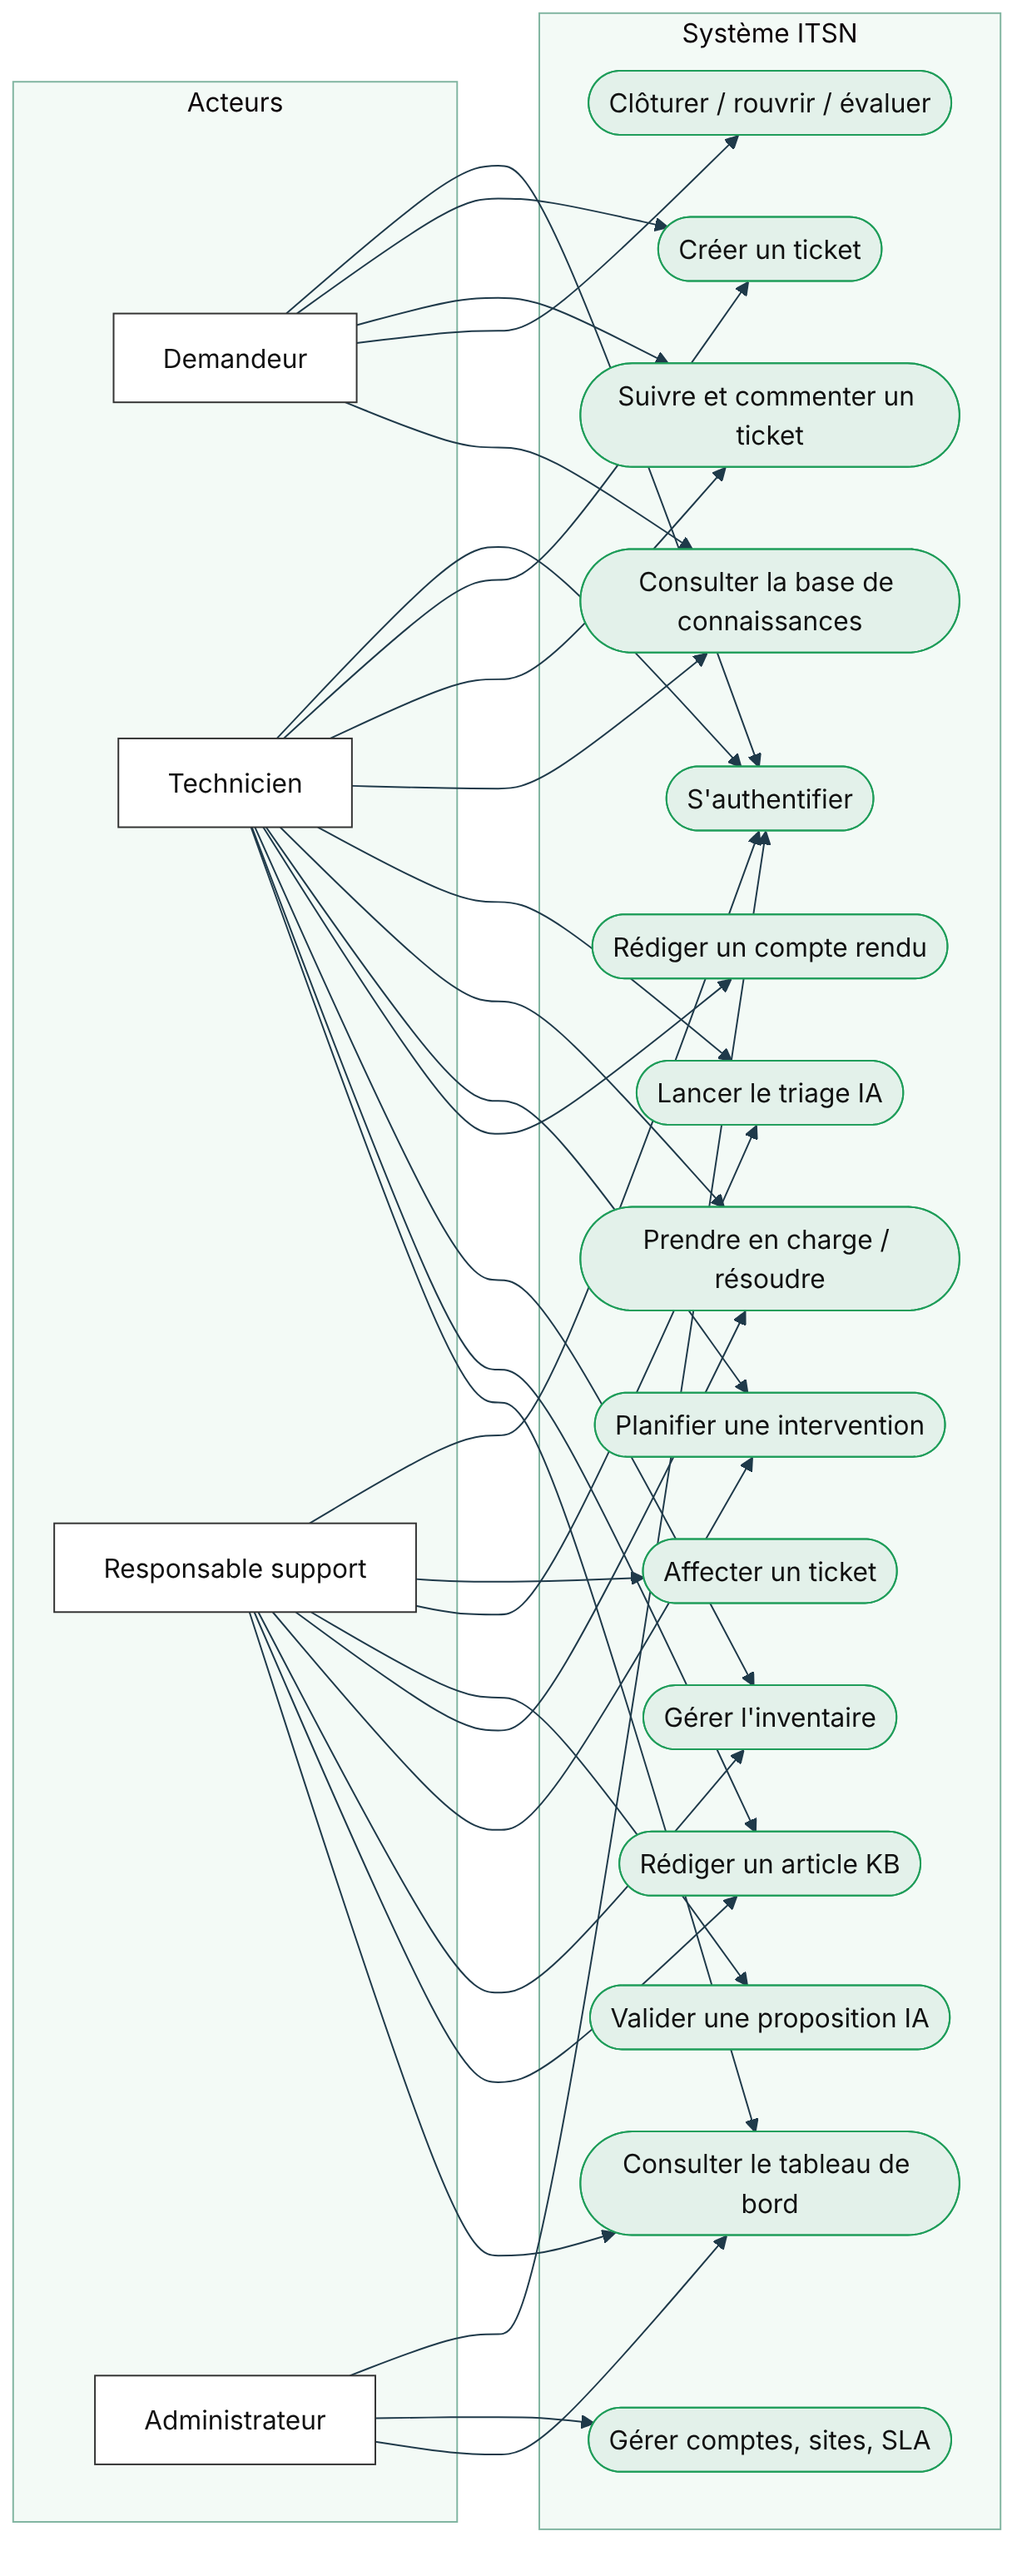 Acteurs
Demandeur
Technicien
Responsable support
Administrateur
Système ITSN
Clôturer / rouvrir / évaluer
Créer un ticket
Suivre et commenter un
ticket
Consulter la base de
connaissances
S'authentifier
Rédiger un compte rendu
Lancer le triage IA
Prendre en charge /
résoudre
Planifier une intervention
Affecter un ticket
Gérer l'inventaire
Rédiger un article KB
Valider une proposition IA
Consulter le tableau de
bord
Gérer comptes, sites, SLA